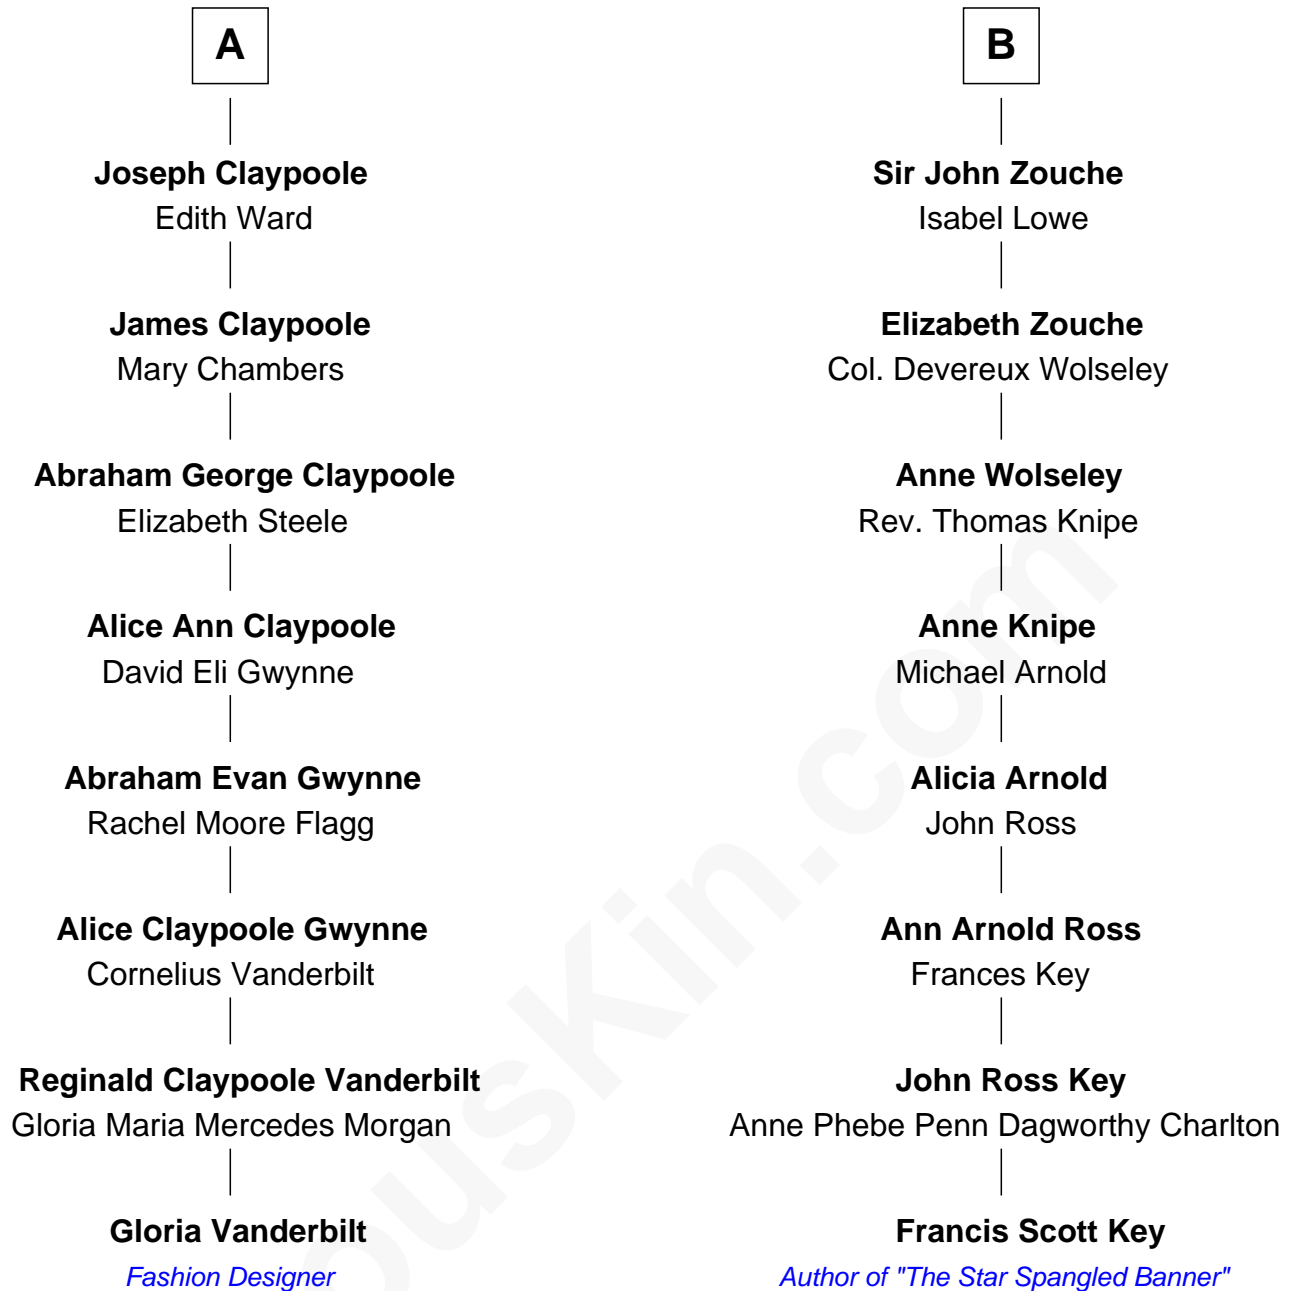 A
Joseph Claypoole
Edith Ward
James Claypoole
Mary Chambers
Abraham George Claypoole
Elizabeth Steele
Alice Ann Claypoole
David Eli Gwynne
Abraham Evan Gwynne
Rachel Moore Flagg
Alice Claypoole Gwynne
Cornelius Vanderbilt
Reginald Claypoole Vanderbilt
Gloria Maria Mercedes Morgan
Gloria Vanderbilt
Fashion Designer
B
Sir John Zouche
Isabel Lowe
Elizabeth Zouche
Col. Devereux Wolseley
Anne Wolseley
Rev. Thomas Knipe
Anne Knipe
Michael Arnold
Alicia Arnold
John Ross
Ann Arnold Ross
Frances Key
John Ross Key
Anne Phebe Penn Dagworthy Charlton
Francis Scott Key
Author of "The Star Spangled Banner"
ousKin.com